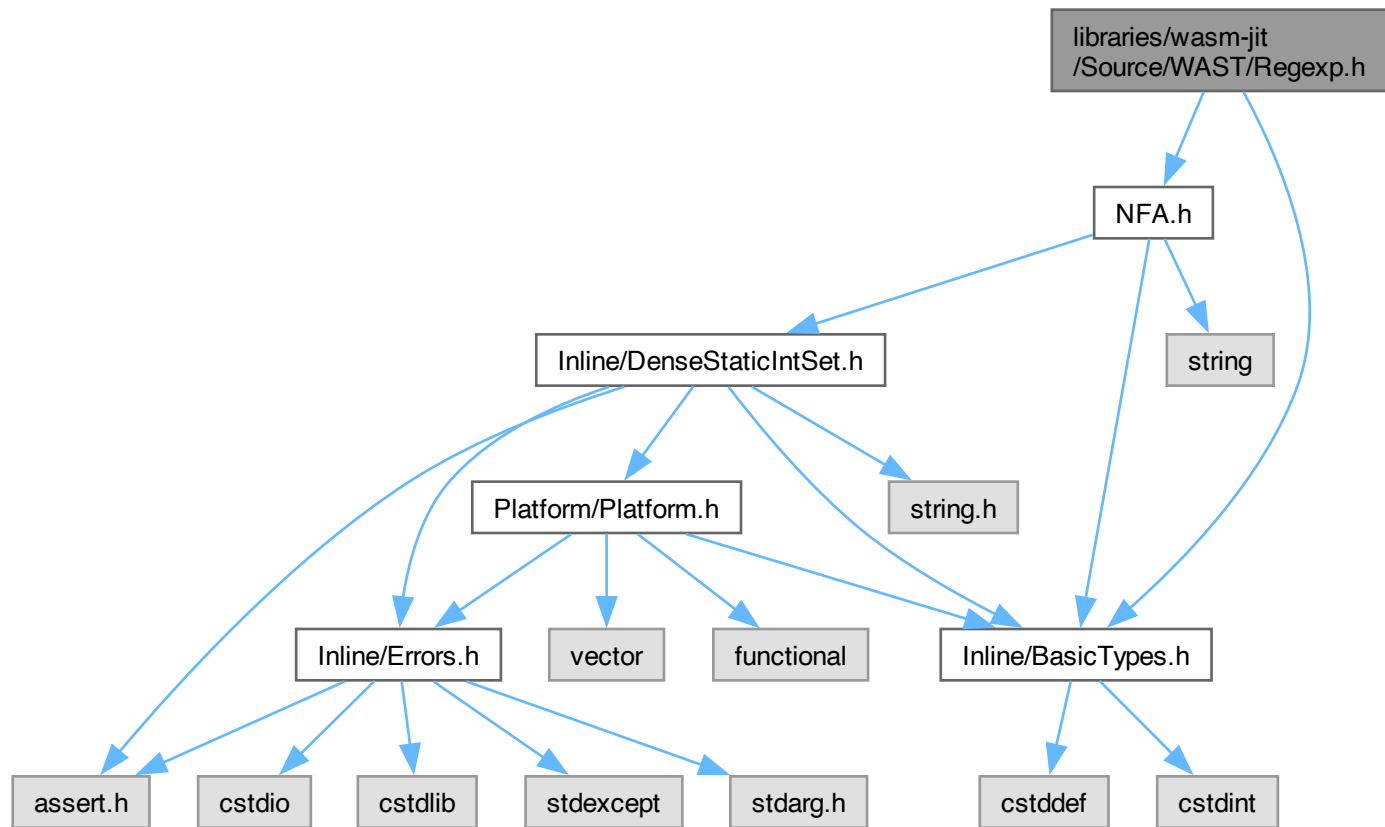 libraries/wasm-jit
/Source/WAST/Regexp.h
NFA.h
Inline/DenseStaticIntSet.h
string
Platform/Platform.h
string.h
Inline/Errors.h
vector
functional
Inline/BasicTypes.h
assert.h
cstdio
cstdlib
stdexcept
stdarg.h
cstddef
cstdint